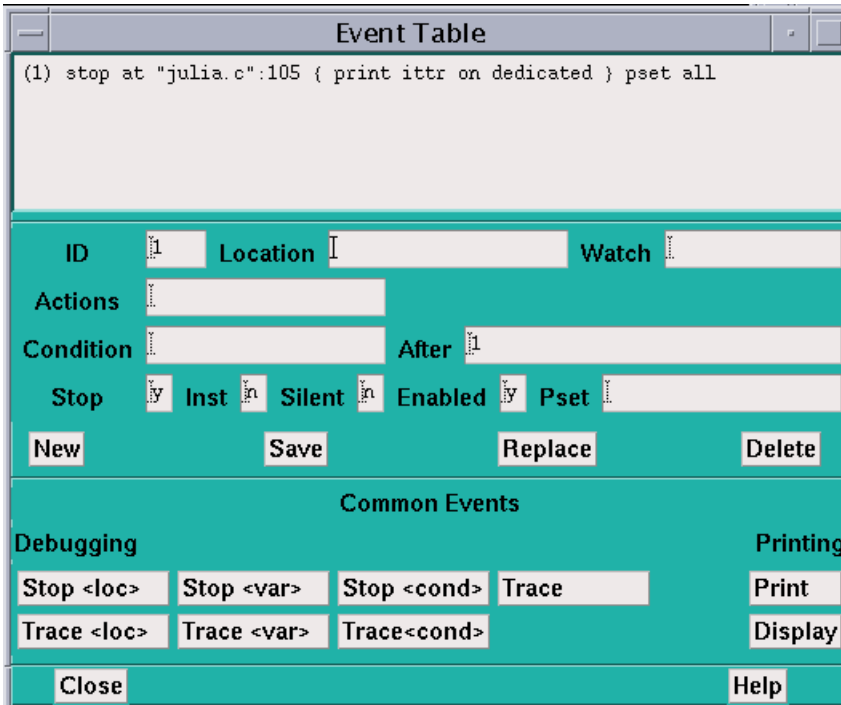 Event Table
(1) stop at "julia.c":105 { print ittr on dedicated } pset all
ID 1 Location Watch
Actions
Condition After 1
Stop y Inst n Silent n Enabled y Pset
New Save Replace Delete
Common Events
Debugging Printing
Stop <loc> Stop <var> Stop <cond> Trace Print
Trace <loc> Trace <var> Trace<cond> Display
Close Help